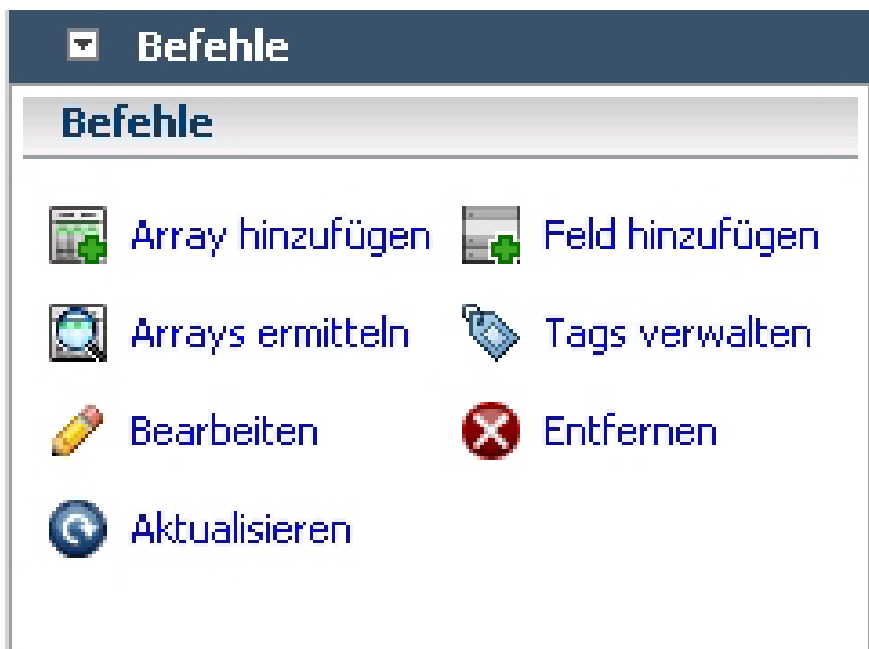 Befehle
Befehle
Array hinzufügen Feld hinzufügen
Arrays ermitteln Tags verwalten
Bearbeiten Entfernen
Aktualisieren